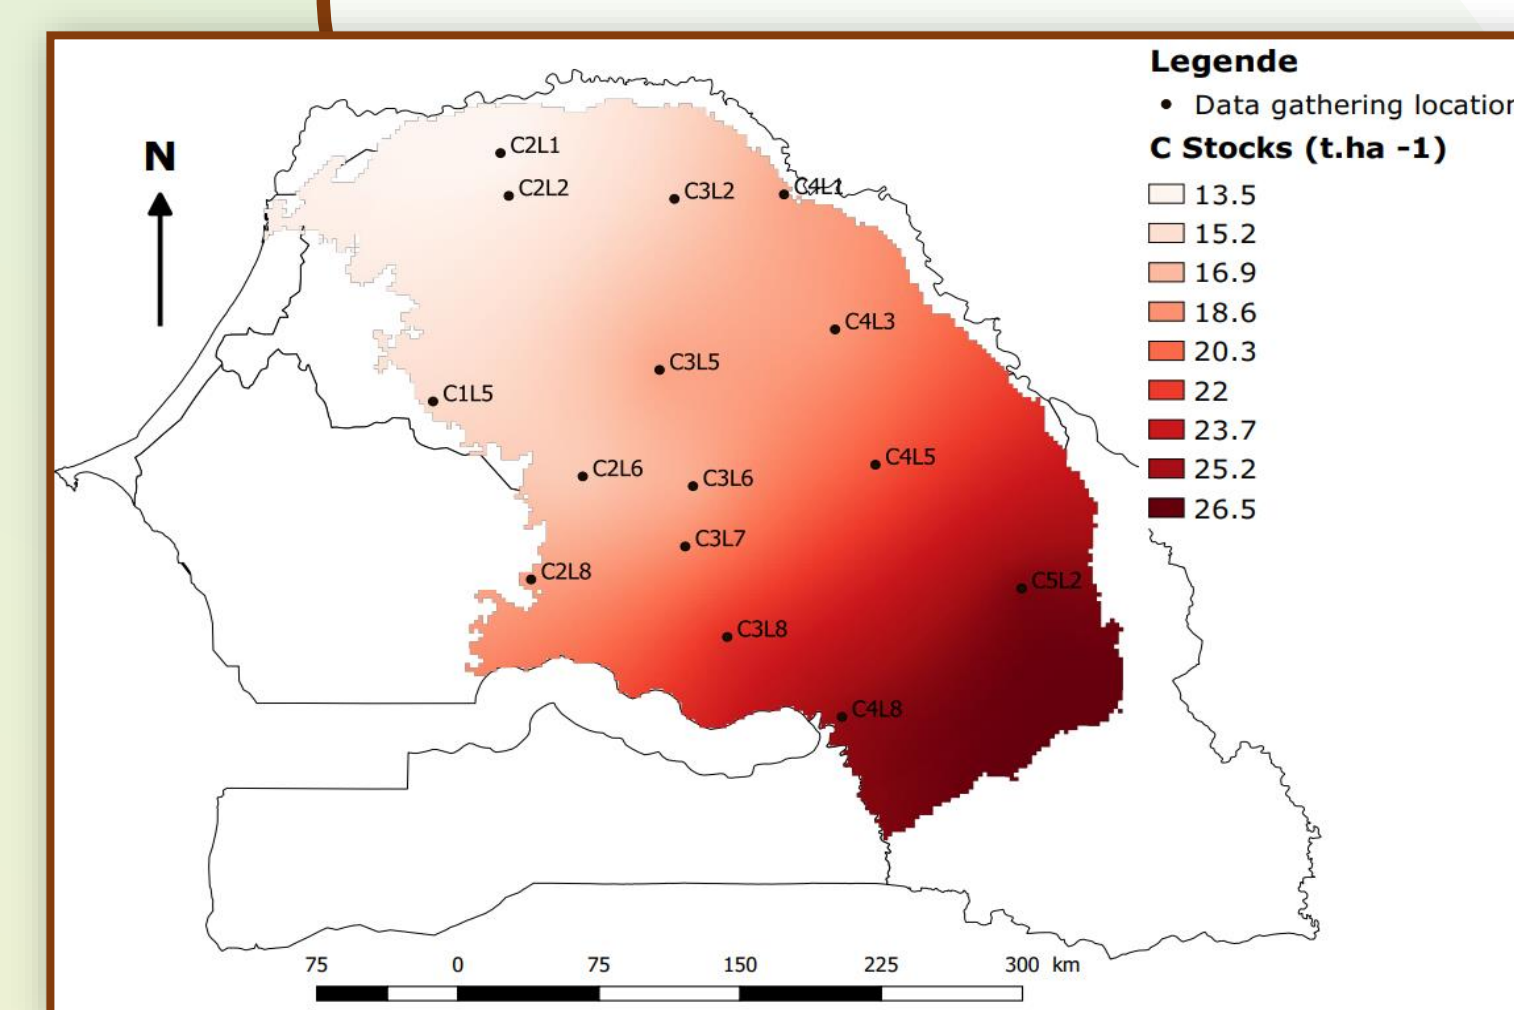 Legende
Data gathering location
C Stocks (t.ha -1)
13.5
15.2
16.9
18.6
20.3
22
23.7
25.2
26.5
N
C2L1
C2L2
C3L2
C4L1
C4L3
C3L5
C1L5
C4L5
C2L6
C3L6
C3L7
C2L8
C5L2
C3L8
C4L8
75 0 75 150 225 300 km